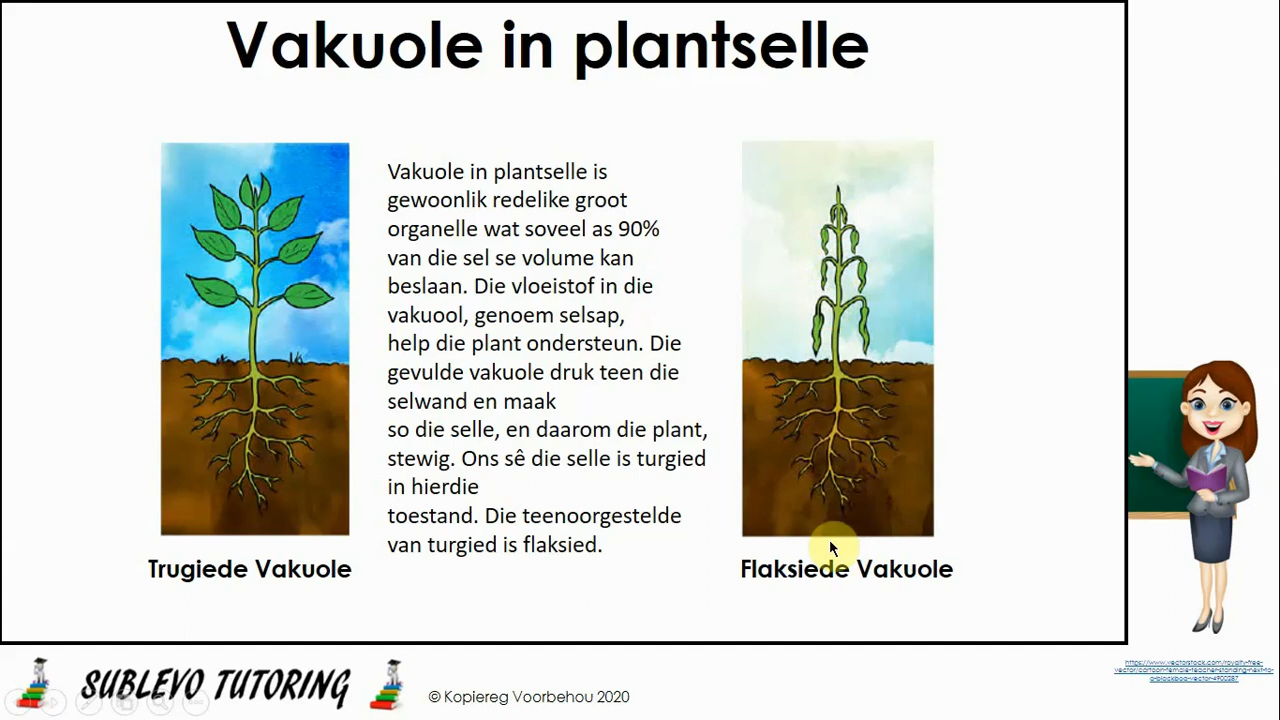 Vakuole in plantselle
Vakuole in plantselle is
gewoonlik redelike groot
organelle wat soveel as 90%
van die sel se volume kan
beslaan. Die vloeistof in die
vakuool, genoem selsap,
help die plant ondersteun. Die
gevulde vakuole druk teen die
selwand en maak
so die selle, en daarom die plant,
stewig. Ons sê die selle is turgied
in hierdie
toestand. Die teenoorgestelde
van turgied is flaksied.
Trugiede Vakuole
Flaksiede Vakuole
SUBLEVO TUTORING
© Kopiereg Voorbehou 2020